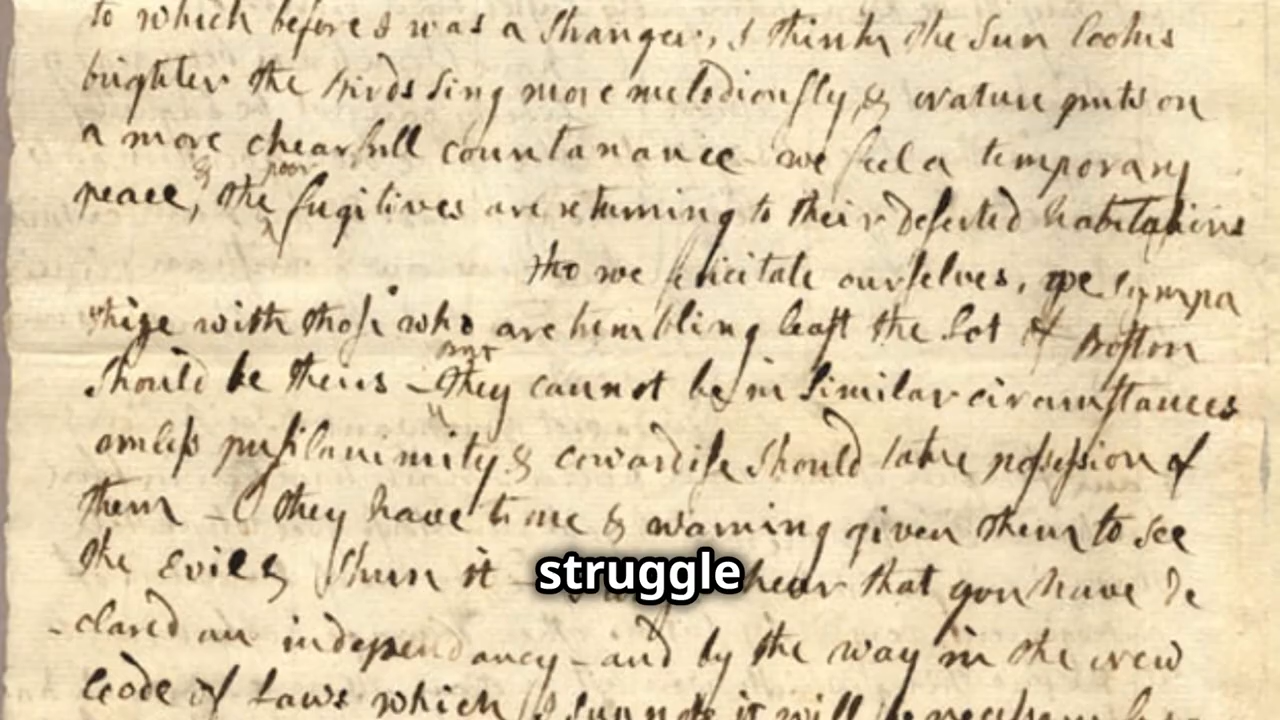 to which before I was a stranger, I think the Sun looks
brighter the Birds sing more melodiously, & Nature puts on
a more chearfull countanance. we feel a temporary
& poor
peace, the fugitives are returning to their deserted habitations
Tho we felicitate ourselves, we sympa
thize with those who are trembling least the Lot of Boston
But
should be theirs - they cannot be in similar circumstances
unless pusilanimity & cowardise should take possession of
them - they have time & warning given them to see
the Evil & shun it
struggle
hear that you have de
clared an independancy - and by the way in the new
Code of Laws which I suppose it will be